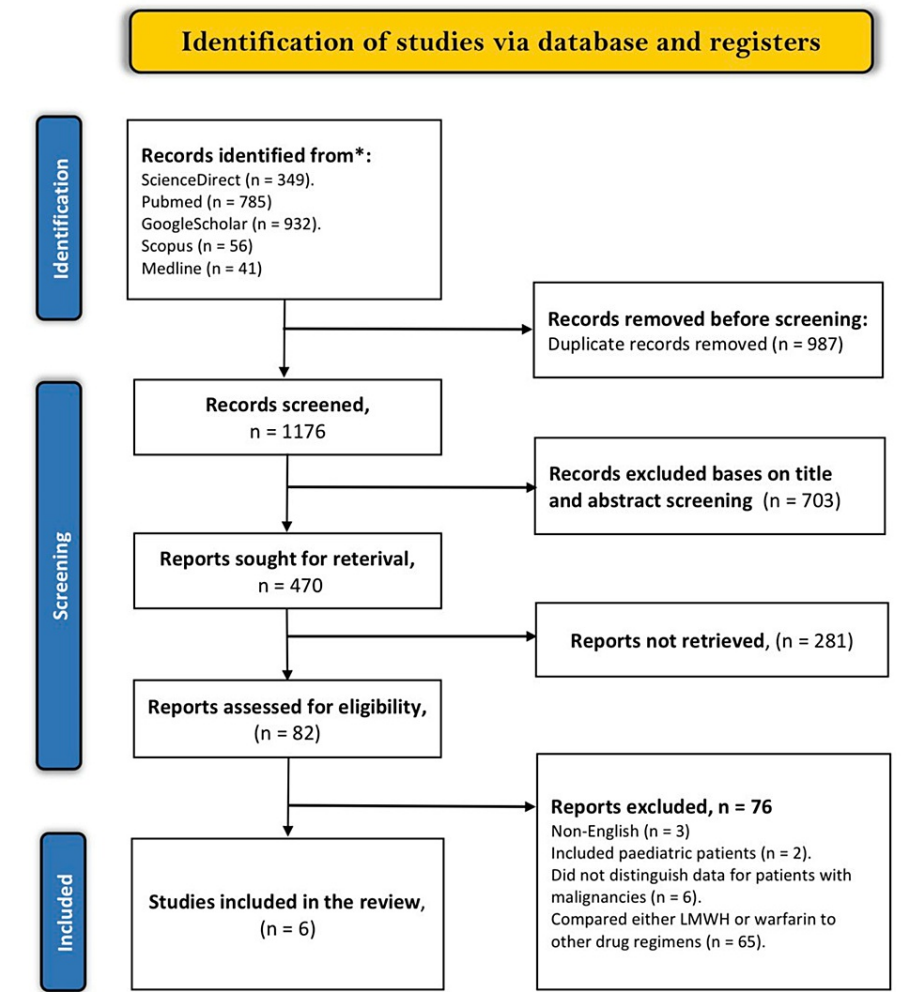 Identification of studies via database and registers
Identification
Records identified from*:
ScienceDirect (n = 349).
Pubmed (n = 785)
GoogleScholar (n = 932).
Scopus (n = 56)
Medline (n = 41)
Records removed before screening:
Duplicate records removed (n = 987)
Screening
Records screened,
n = 1176
Records excluded bases on title
and abstract screening (n = 703)
Reports sought for reterival,
n = 470
Reports not retrieved, (n = 281)
Reports assessed for eligibility,
(n = 82)
Reports excluded, n = 76
Non-English (n = 3)
Included paediatric patients (n = 2).
Did not distinguish data for patients with
malignancies (n = 6).
Compared either LMWH or warfarin to
other drug regimens (n = 65).
Included
Studies included in the review,
(n = 6)